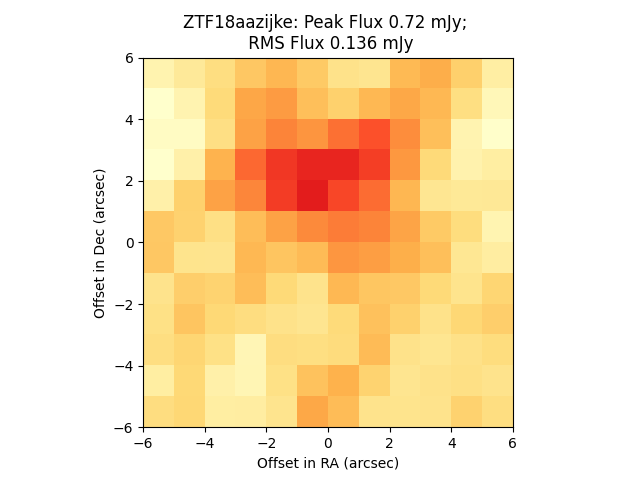 ZTF18aazijke: Peak Flux 0.72 mJy;
RMS Flux 0.136 mJy
6
4
2
0
−2
−4
−6
Offset in Dec (arcsec)
−6 −4 −2 0 2 4 6
Offset in RA (arcsec)